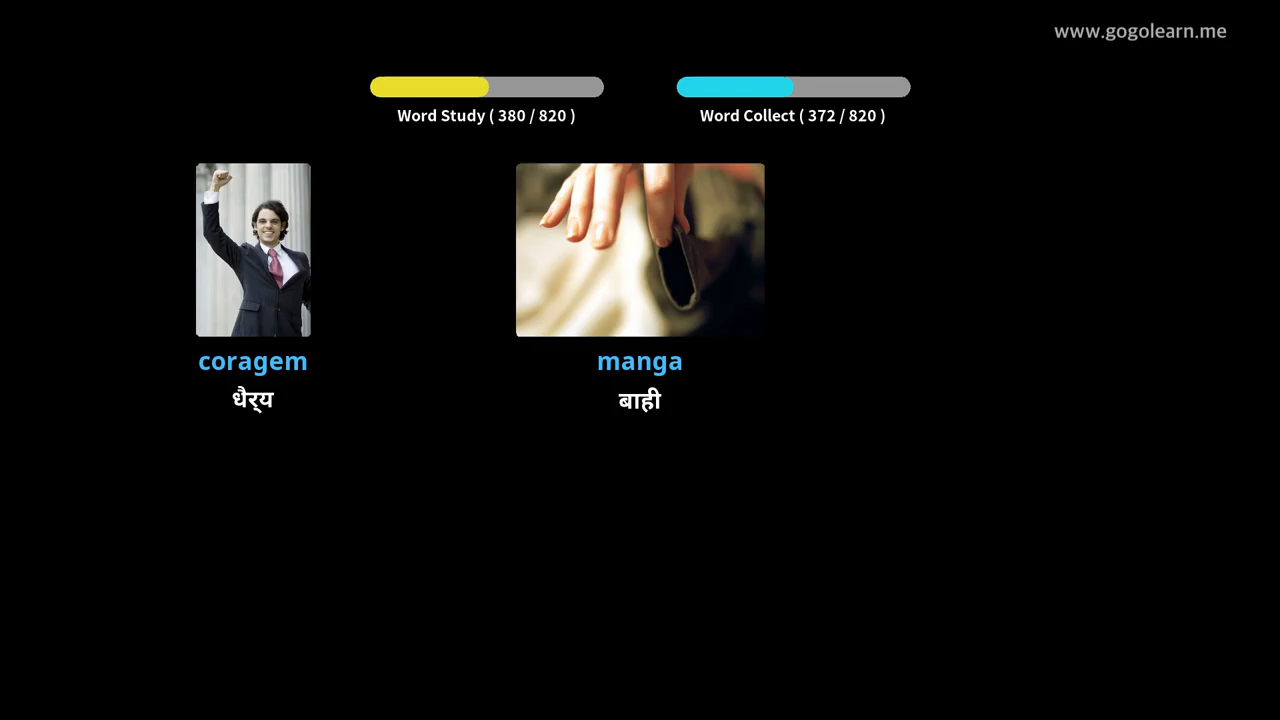 www.gogolearn.me
Word Study ( 380 / 820 )
Word Collect ( 372 / 820 )
coragem
manga
धैर्य
बाही